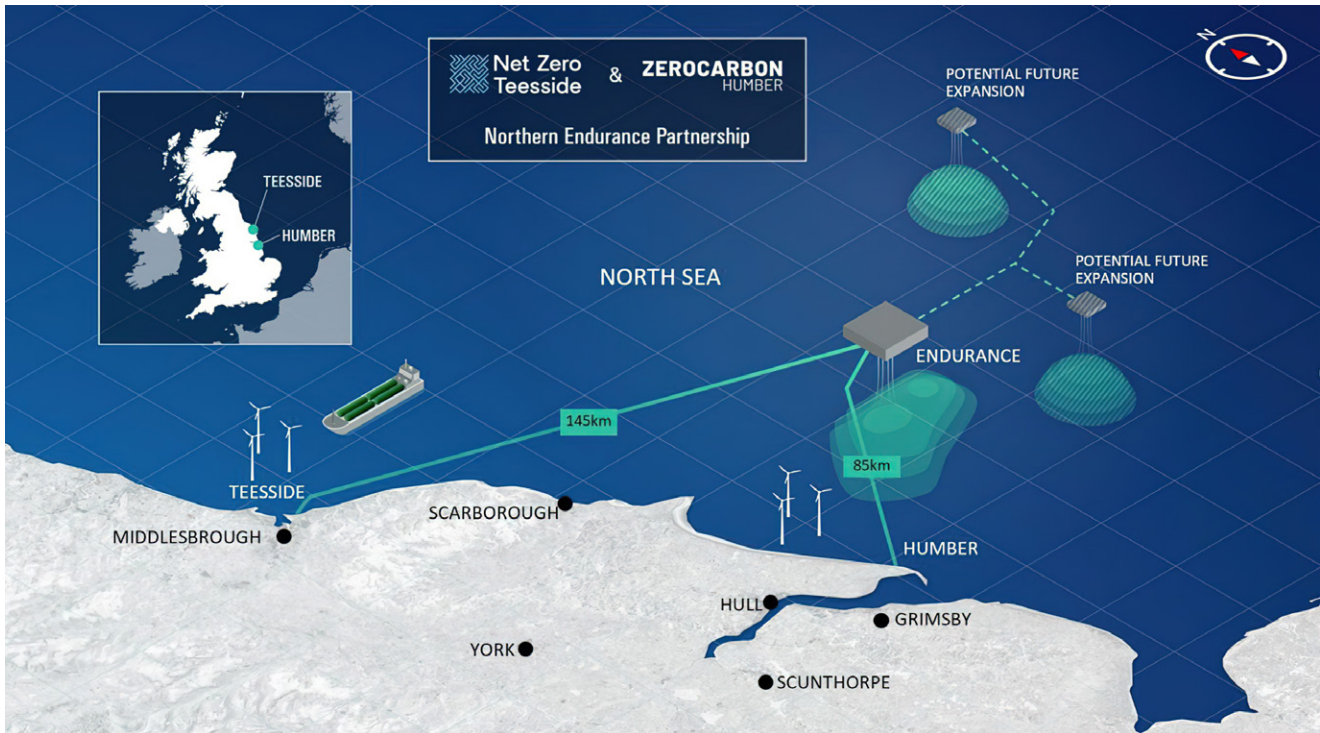 N
Net Zero
Teesside
&
ZEROCARBON
HUMBER
Northern Endurance Partnership
POTENTIAL FUTURE
EXPANSION
TEESSIDE
HUMBER
NORTH SEA
POTENTIAL FUTURE
EXPANSION
ENDURANCE
145km
85km
TEESSIDE
SCARBOROUGH
MIDDLESBROUGH
HUMBER
HULL
GRIMSBY
YORK
SCUNTHORPE